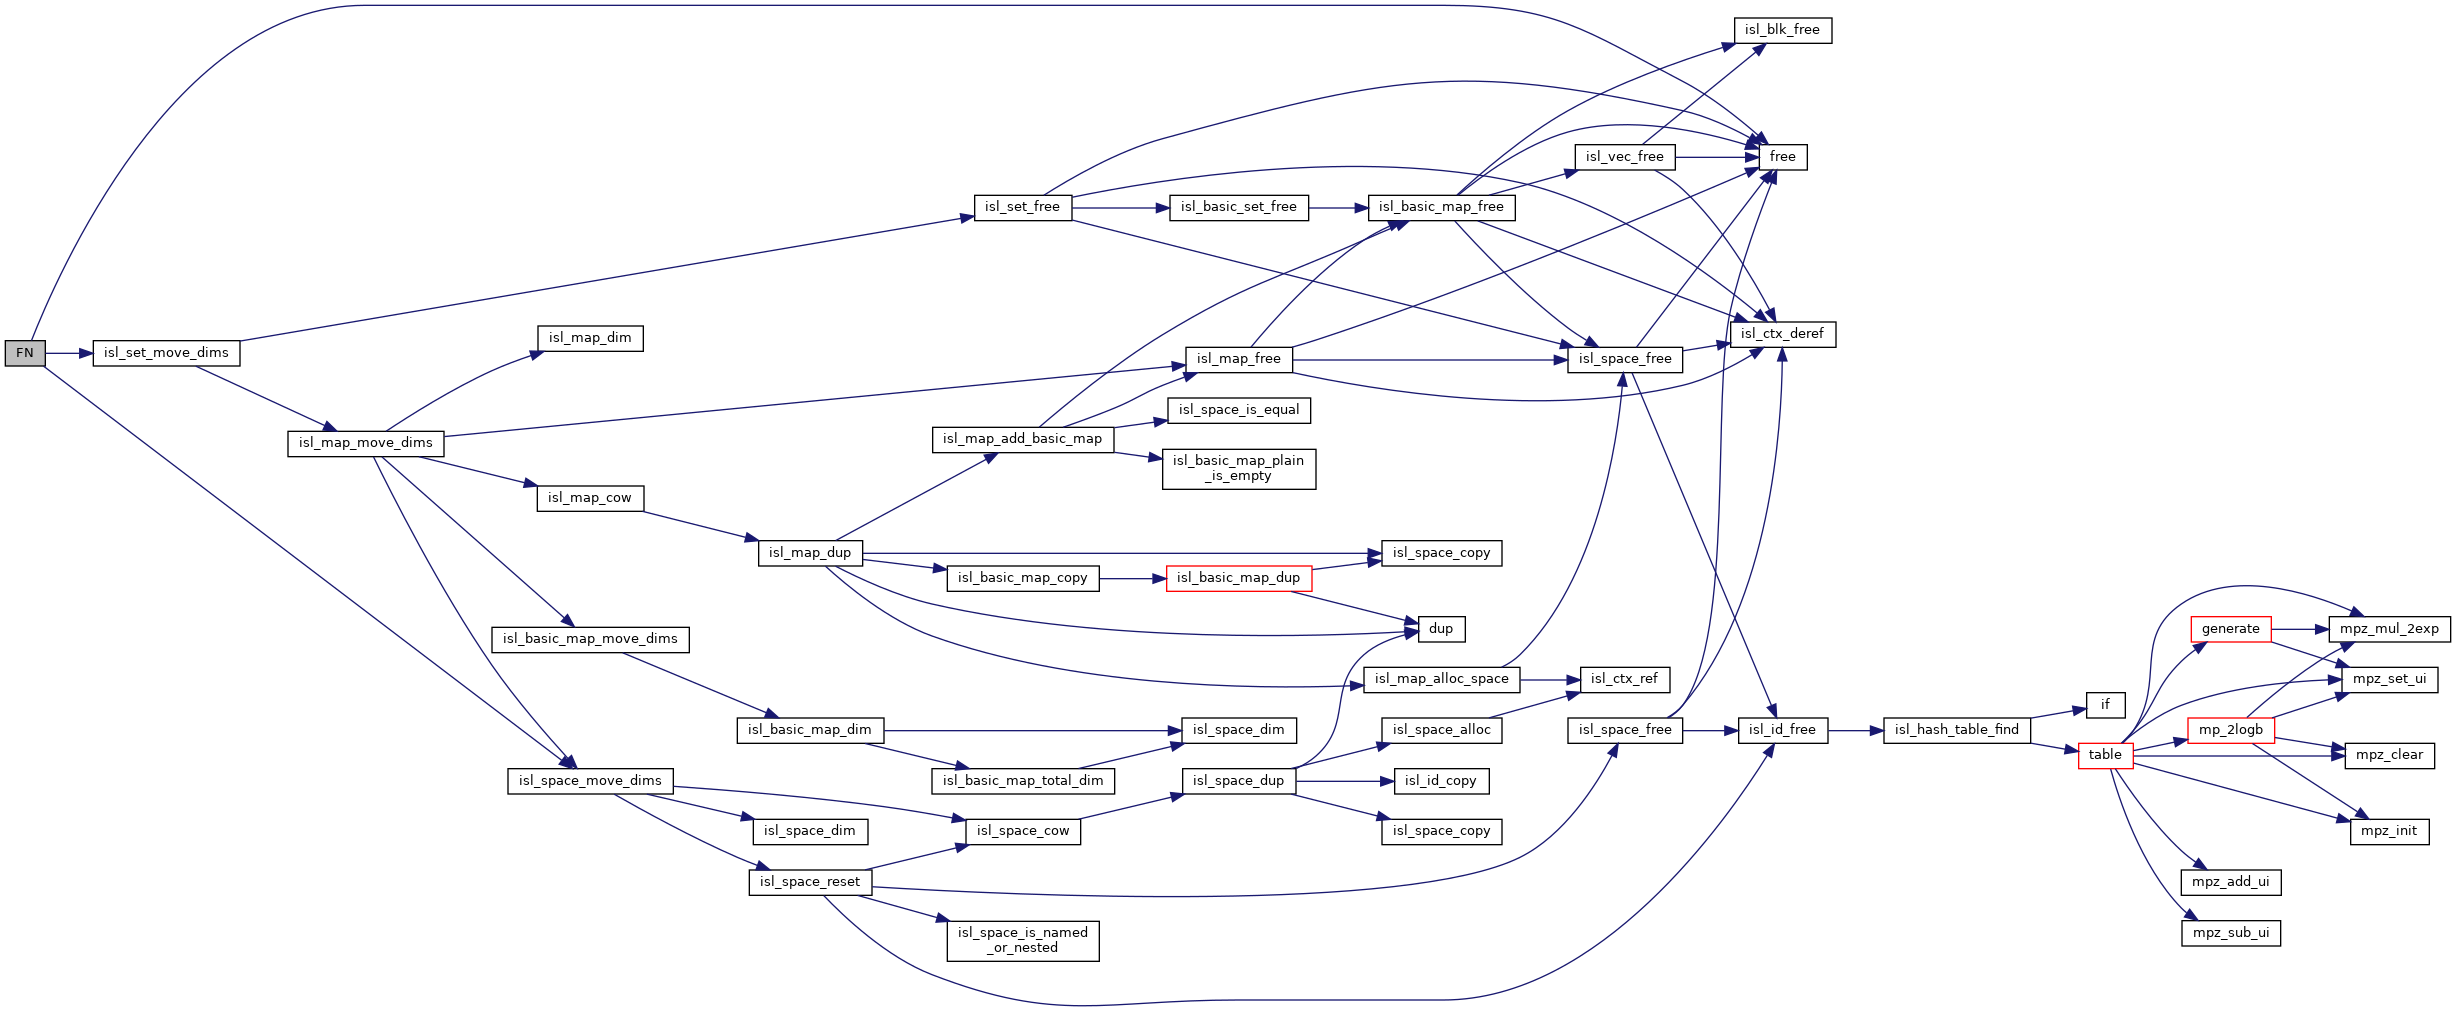 FN
isl_set_move_dims
isl_map_move_dims
isl_map_dim
isl_map_cow
isl_basic_map_move_dims
isl_space_move_dims
isl_map_dup
isl_basic_map_dim
isl_space_dim
isl_space_reset
isl_set_free
isl_map_add_basic_map
isl_basic_map_copy
isl_basic_map_total_dim
isl_space_cow
isl_space_is_named
_or_nested
isl_basic_set_free
isl_map_free
isl_space_is_equal
isl_basic_map_plain
_is_empty
isl_basic_map_dup
isl_space_dim
isl_space_dup
isl_basic_map_free
isl_space_copy
dup
isl_map_alloc_space
isl_space_alloc
isl_id_copy
isl_space_copy
isl_vec_free
isl_space_free
isl_ctx_ref
isl_space_free
isl_blk_free
free
isl_ctx_deref
isl_id_free
isl_hash_table_find
if
table
generate
mp_2logb
mpz_add_ui
mpz_sub_ui
mpz_mul_2exp
mpz_set_ui
mpz_clear
mpz_init